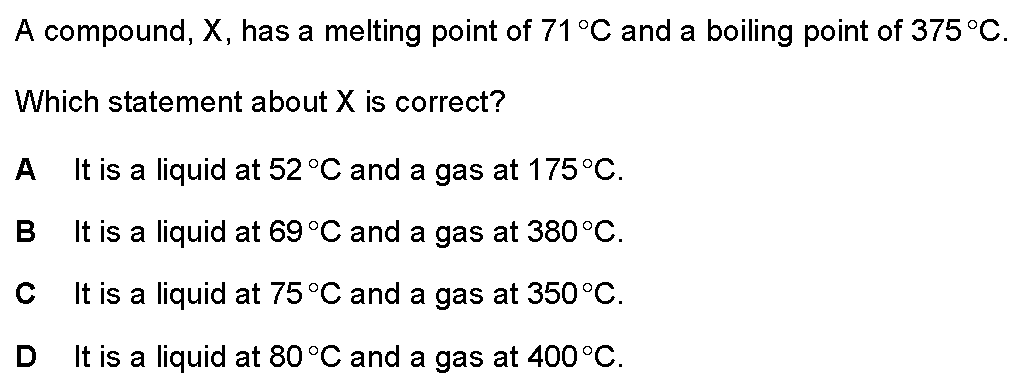 A compound, X, has a melting point of 71 °C and a boiling point of 375 °C.
Which statement about X is correct?
A It is a liquid at 52 °C and a gas at 175 °C.
B It is a liquid at 69 °C and a gas at 380 °C.
C It is a liquid at 75 °C and a gas at 350 °C.
D It is a liquid at 80 °C and a gas at 400 °C.